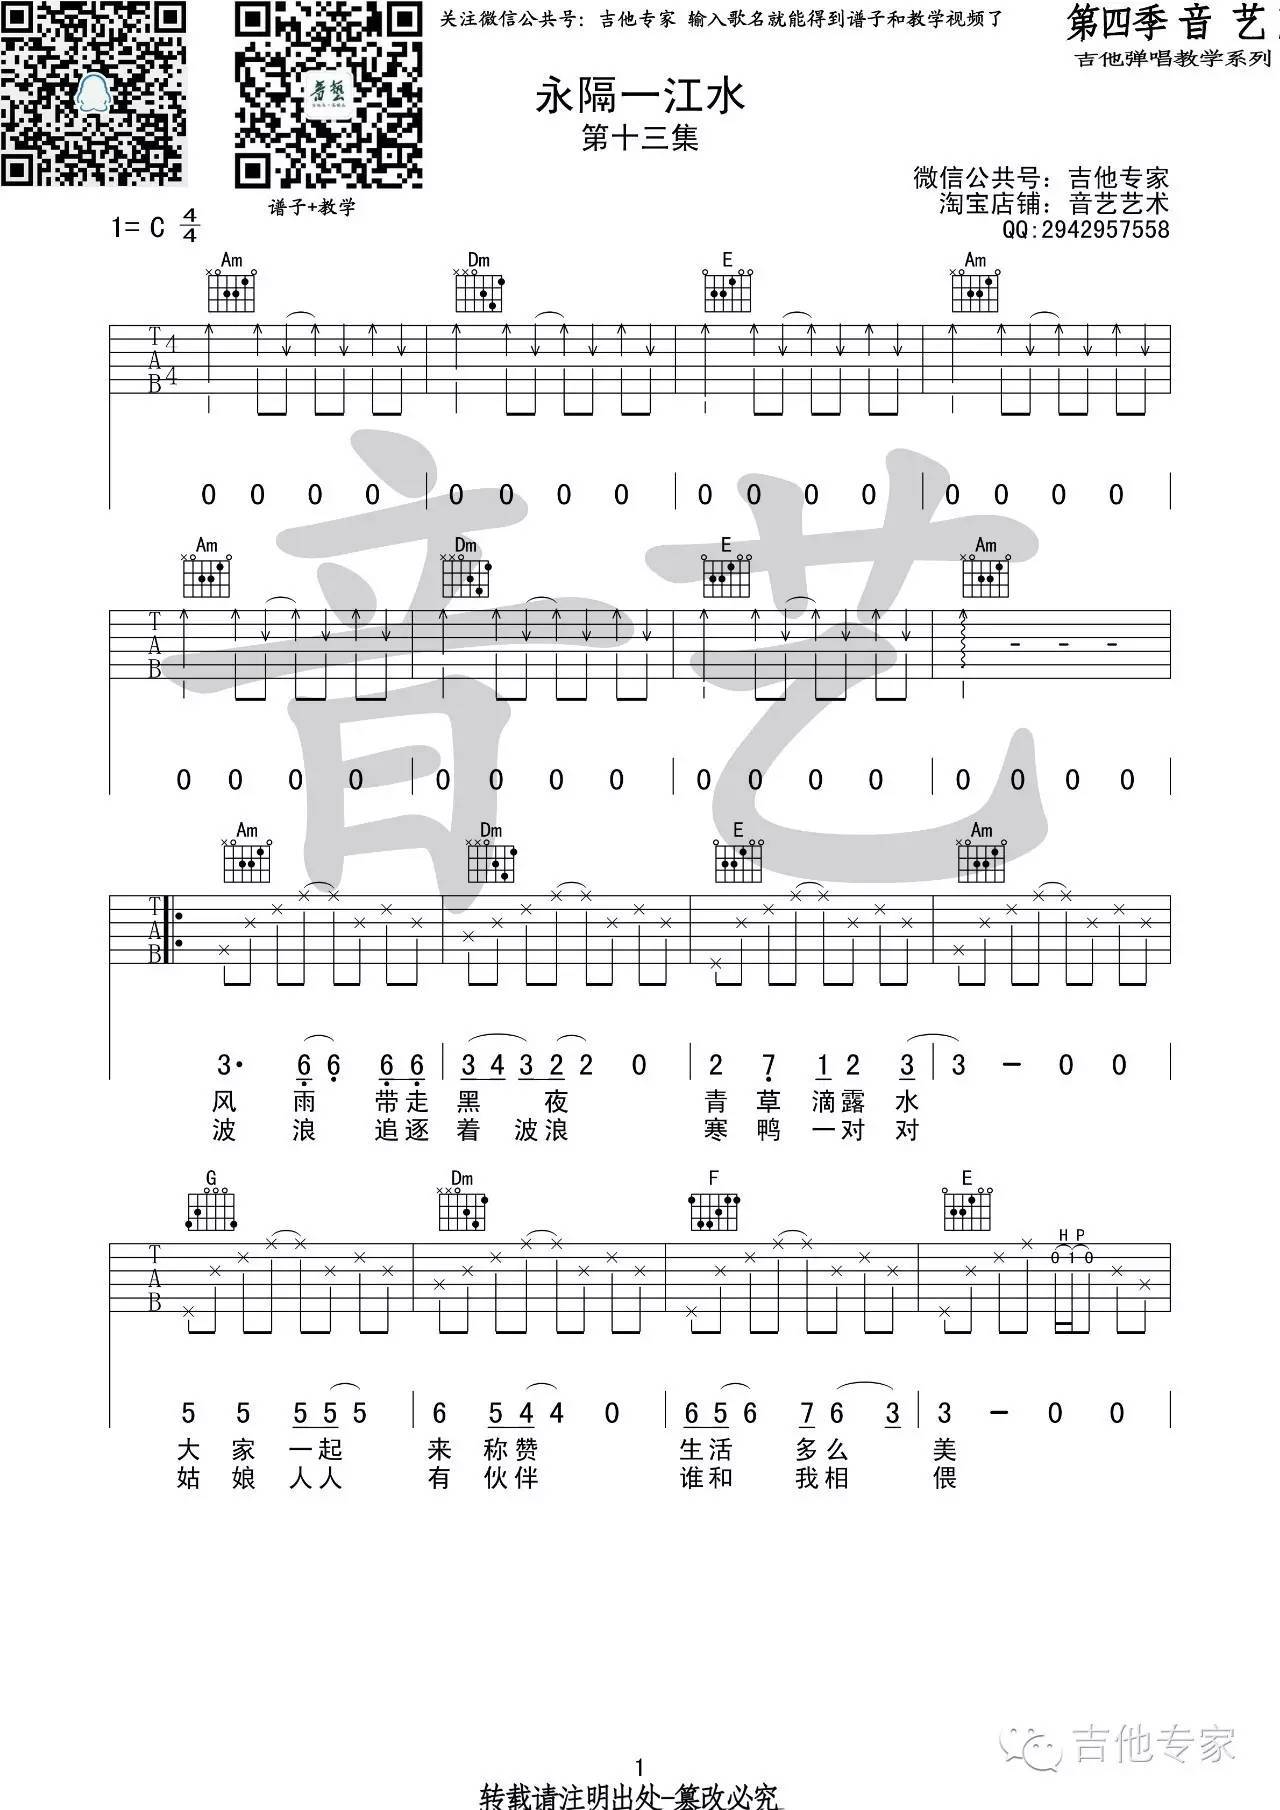 关注微信公共号：吉他专家 输入歌名就能得到谱子和教学视频了
第四季音艺
吉他弹唱教学系列
永隔一江水
第十三集
微信公共号：吉他专家
淘宝店铺：音艺艺术
QQ:2942957558
谱子+教学
1= C 4/4
Am Dm E Am
T A B 4 4
0 0 0 0 0 0 0 0 0 0 0 0 0 0 0 0
Am Dm E Am
T A B - - -
0 0 0 0 0 0 0 0 0 0 0 0 0 0 0 0
音艺
Am Dm E Am
T A B
3· 6 6 6 6 3 4 3 2 2 0 2 7 1 2 3 3 - 0 0
风 雨 带走 黑 夜 青 草 滴露 水
波 浪 追逐 着 波浪 寒 鸭 一对 对
G Dm F E
H P
T A B 0 1 0
5 5 5 5 5 6 5 4 4 0 6 5 6 7 6 3 3 - 0 0
大 家 一起 来 称赞 生活 多么 美
姑 娘 人人 有 伙伴 谁和 我相 偎
吉他专家
1
转载请注明出处-篡改必究